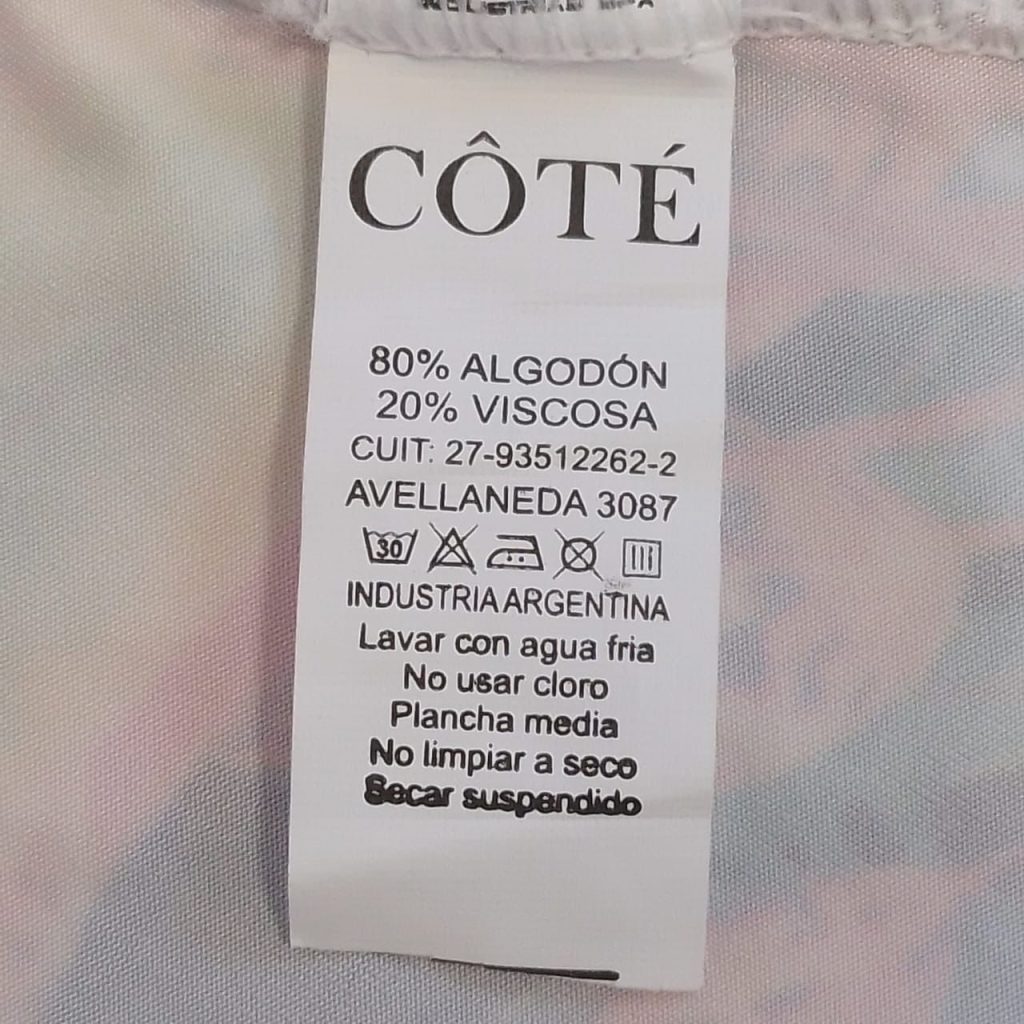 CÔTÉ
80% ALGODÓN
20% VISCOSA
CUIT: 27-93512262-2
AVELLANEDA 3087
30
INDUSTRIA ARGENTINA
Lavar con agua fria
No usar cloro
Plancha media
No limpiar a seco
Secar suspendido